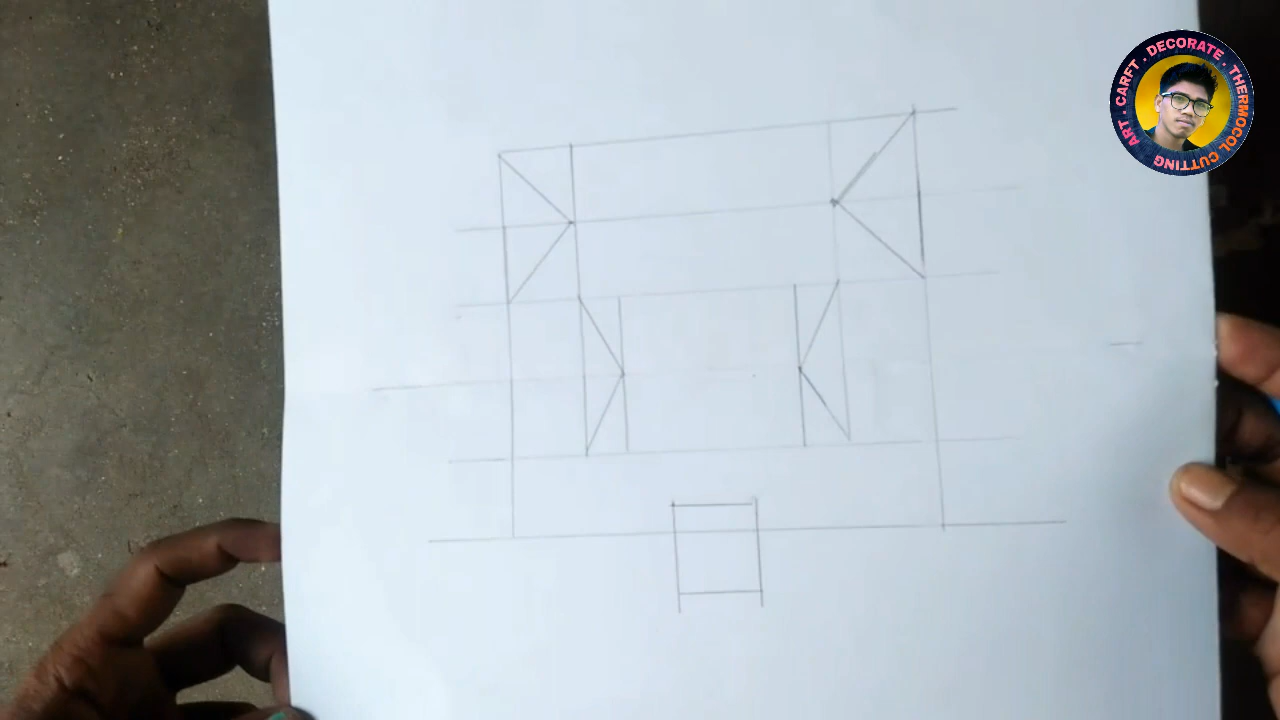 ART . CARFT . DECORATE . THERMOCOL CUTTING